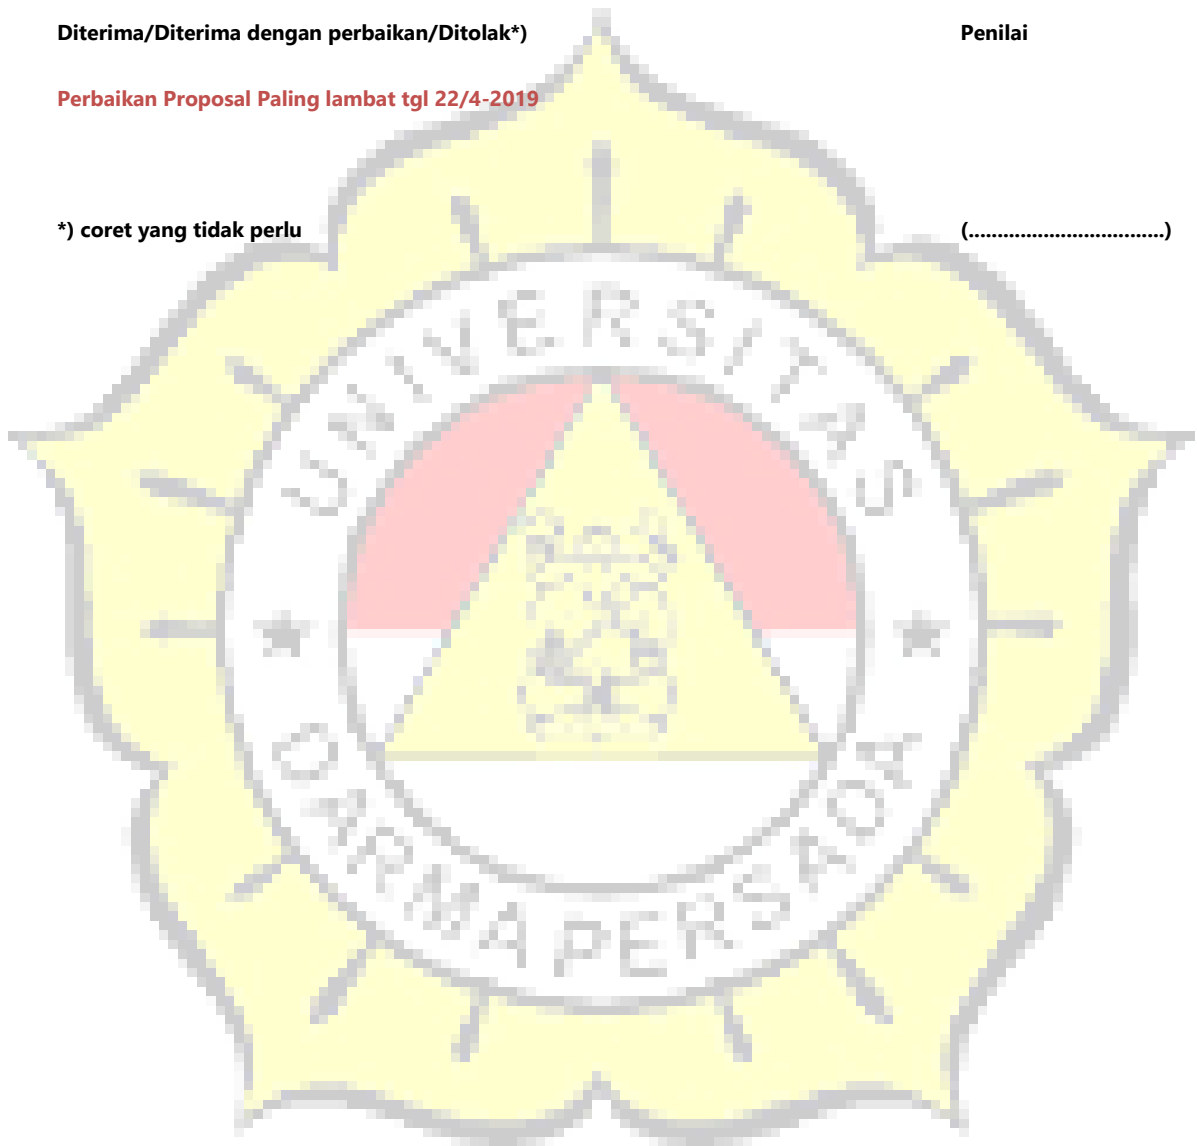 Diterima/Diterima dengan perbaikan/Ditolak*) Penilai
Perbaikan Proposal Paling lambat tgl 22/4-2019
*) coret yang tidak perlu (..................................)
UNIVERSITAS
DARMA PERSADA